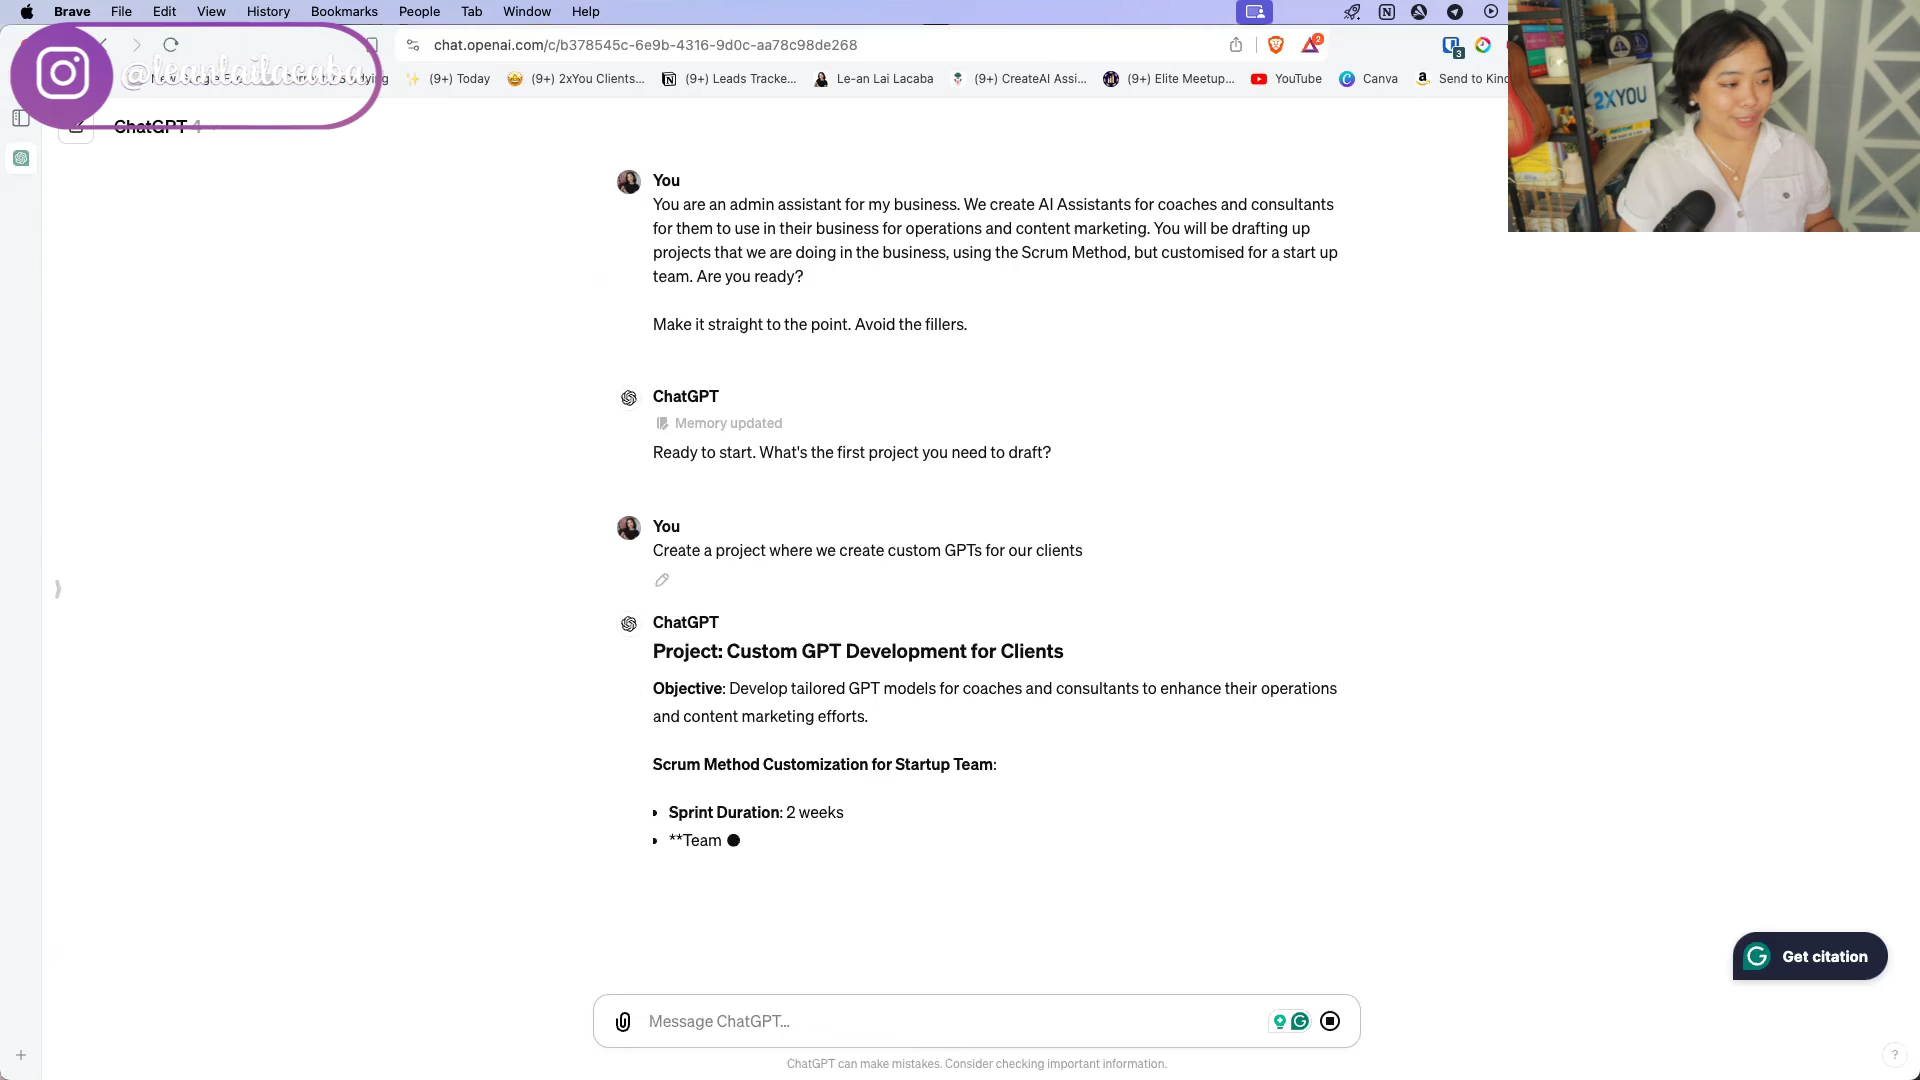 Brave File Edit View History Bookmarks People Tab Window Help
chat.openai.com/c/b378545c-6e9b-4316-9d0c-aa78c98de268
2
3
@leanlailacaba
(9+) Today
(9+) 2xYou Clients...
(9+) Leads Tracke...
Le-an Lai Lacaba
(9+) CreateAI Assi...
(9+) Elite Meetup...
YouTube
Canva
Send to Kind
2XYOU
ChatGPT 4
You
You are an admin assistant for my business. We create AI Assistants for coaches and consultants
for them to use in their business for operations and content marketing. You will be drafting up
projects that we are doing in the business, using the Scrum Method, but customised for a start up
team. Are you ready?
Make it straight to the point. Avoid the fillers.
ChatGPT
Memory updated
Ready to start. What's the first project you need to draft?
You
Create a project where we create custom GPTs for our clients
ChatGPT
Project: Custom GPT Development for Clients
Objective: Develop tailored GPT models for coaches and consultants to enhance their operations
and content marketing efforts.
Scrum Method Customization for Startup Team:
• Sprint Duration: 2 weeks
• **Team
Get citation
Message ChatGPT...
ChatGPT can make mistakes. Consider checking important information.
?